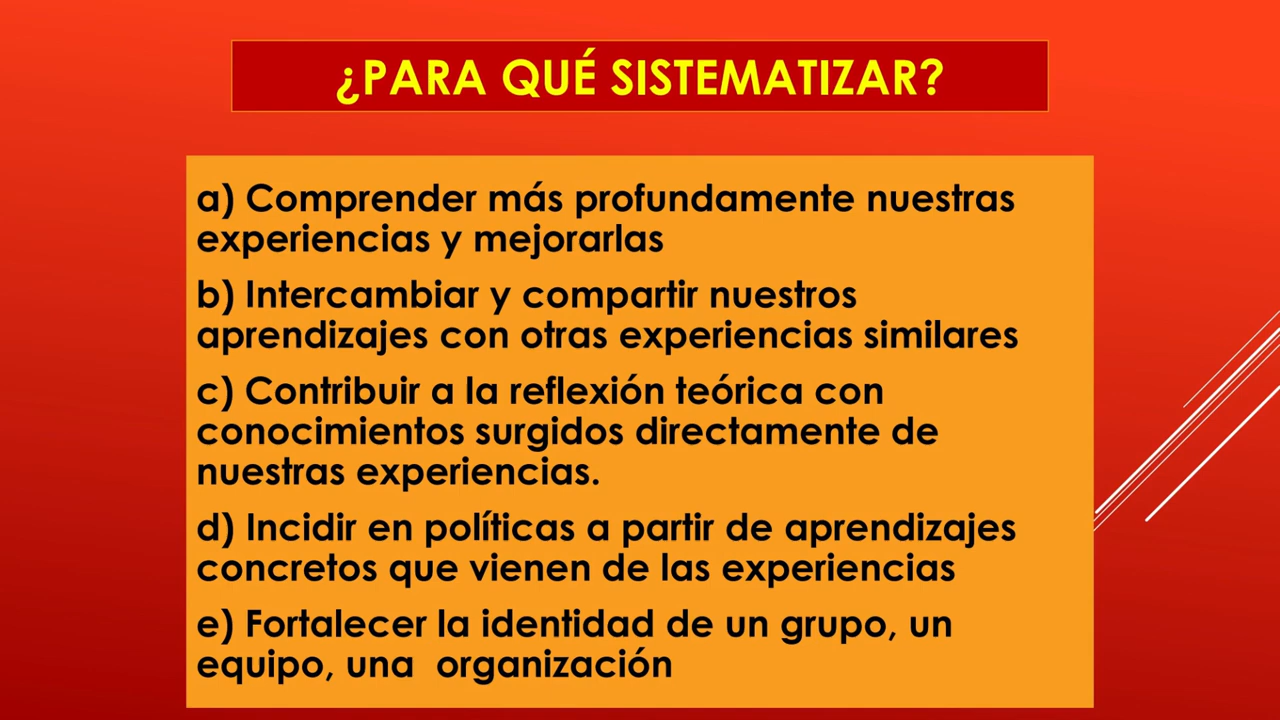 ¿PARA QUÉ SISTEMATIZAR?
a) Comprender más profundamente nuestras
experiencias y mejorarlas
b) Intercambiar y compartir nuestros
aprendizajes con otras experiencias similares
c) Contribuir a la reflexión teórica con
conocimientos surgidos directamente de
nuestras experiencias.
d) Incidir en políticas a partir de aprendizajes
concretos que vienen de las experiencias
e) Fortalecer la identidad de un grupo, un
equipo, una  organización